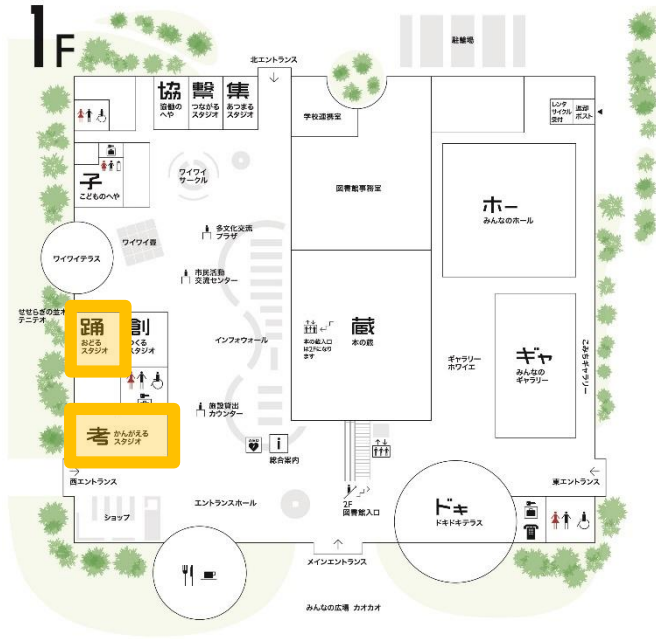 1F
駐輪場
北エントランス
協
協働の
へや
繋
つながる
スタジオ
集
あつまる
スタジオ
学校連携室
レンタ
サイクル
受付
返却
ポスト
子
こどものへや
ワイワイ
サークル
図書館事務室
ホー
みんなのホール
多文化交流
プラザ
ワイワイ畳
ワイワイテラス
市民活動
交流センター
せせらぎの並木
テニテオ
踊
おどる
スタジオ
創
つくる
スタジオ
インフォウォール
本の蔵入口
は2Fになり
ます
蔵
本の蔵
ギャラリー
ホワイエ
ギャ
みんなの
ギャラリー
こみちギャラリー
施設貸出
カウンター
考
かんがえる
スタジオ
AED
i
総合案内
西エントランス
東エントランス
2F
図書館入口
エントランスホール
ショップ
ドキ
ドキドキテラス
メインエントランス
みんなの広場 カオカオ